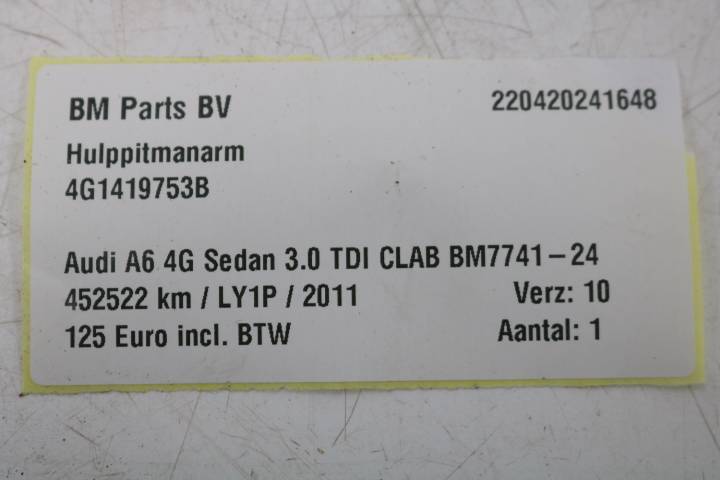 BM Parts BV 220420241648
Hulppitmanarm
4G1419753B
Audi A6 4G Sedan 3.0 TDI CLAB BM7741-24
452522 km / LY1P / 2011 Verz: 10
125 Euro incl. BTW Aantal: 1